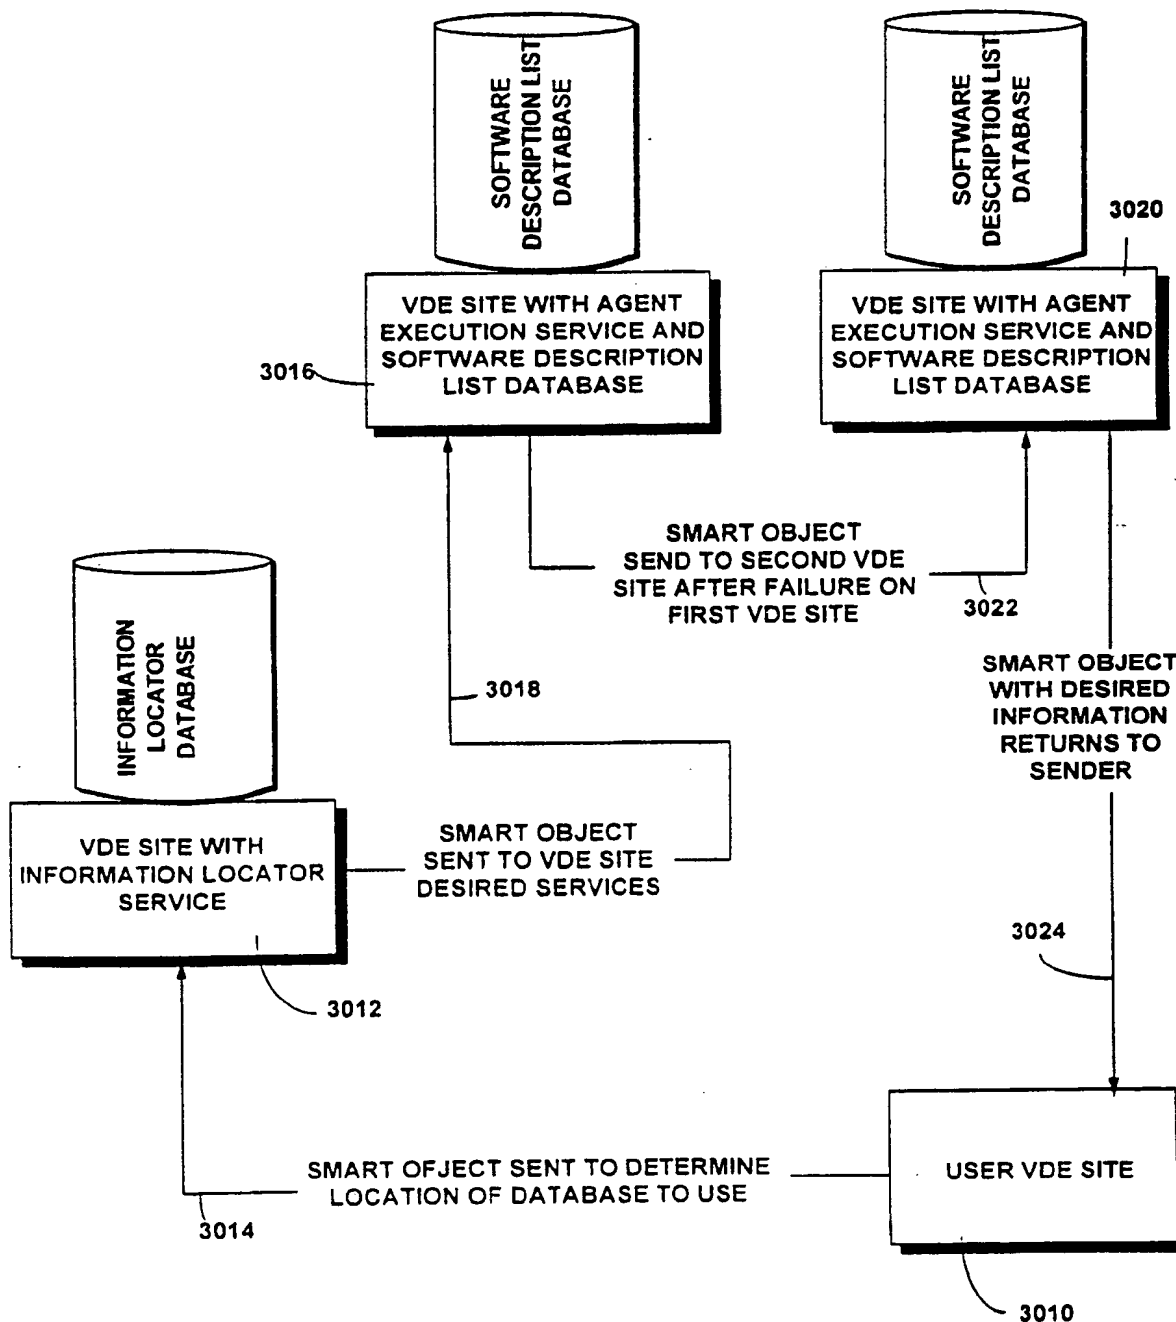 SOFTWARE
DESCRIPTION LIST
DATABASE
SOFTWARE
DESCRIPTION LIST
DATABASE
3020
VDE SITE WITH AGENT
EXECUTION SERVICE AND
SOFTWARE DESCRIPTION
LIST DATABASE
3016
VDE SITE WITH AGENT
EXECUTION SERVICE AND
SOFTWARE DESCRIPTION
LIST DATABASE
SMART OBJECT
SEND TO SECOND VDE
SITE AFTER FAILURE ON
FIRST VDE SITE
3022
INFORMATION
LOCATOR
DATABASE
3018
SMART OBJECT
WITH DESIRED
INFORMATION
RETURNS TO
SENDER
VDE SITE WITH
INFORMATION LOCATOR
SERVICE
SMART OBJECT
SENT TO VDE SITE
DESIRED SERVICES
3024
3012
SMART OFJECT SENT TO DETERMINE
LOCATION OF DATABASE TO USE
3014
USER VDE SITE
3010